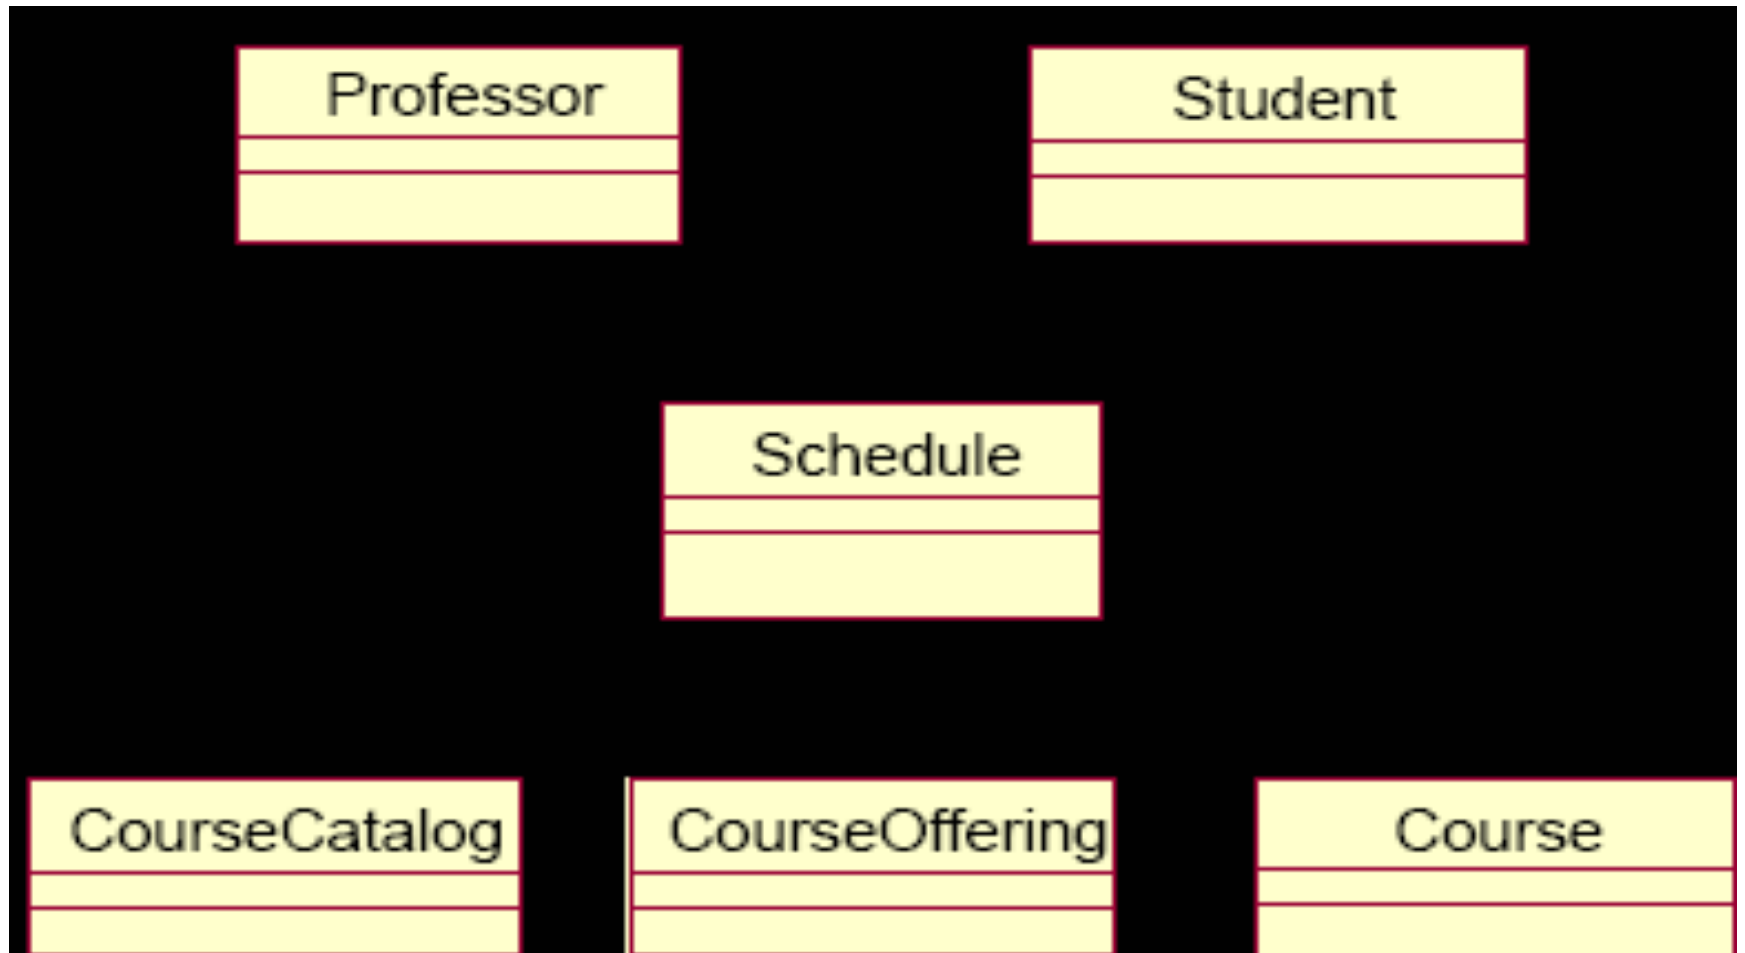 Professor
Student
Schedule
CourseCatalog
CourseOffering
Course